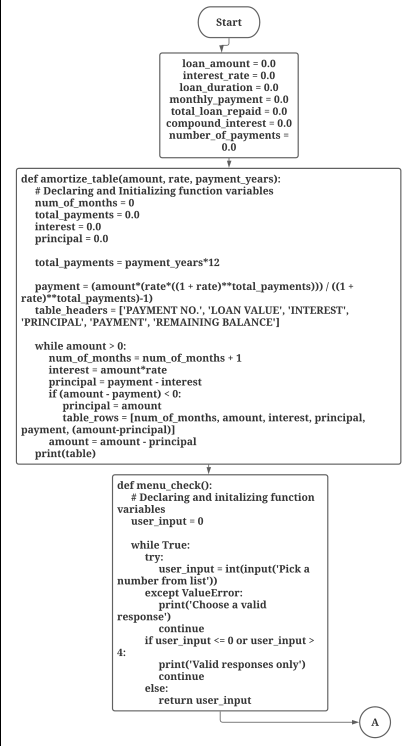 Start
loan_amount = 0.0
interest_rate = 0.0
loan_duration = 0.0
monthly_payment = 0.0
total_loan_repaid = 0.0
compound_interest = 0.0
number_of_payments =
0.0
def amortize_table(amount, rate, payment_years):
# Declaring and Initializing function variables
num_of_months = 0
total_payments = 0.0
interest = 0.0
principal = 0.0
total_payments = payment_years*12
payment = (amount*(rate*((1 + rate)**total_payments))) / ((1 +
rate)**total_payments)-1)
table_headers = ['PAYMENT NO.', 'LOAN VALUE', 'INTEREST',
'PRINCIPAL', 'PAYMENT', 'REMAINING BALANCE']
while amount > 0:
num_of_months = num_of_months + 1
interest = amount*rate
principal = payment - interest
if (amount - payment) < 0:
principal = amount
table_rows = [num_of_months, amount, interest, principal,
payment, (amount-principal)]
amount = amount - principal
print(table)
def menu_check():
# Declaring and initalizing function
variables
user_input = 0
while True:
try:
user_input = int(input('Pick a
number from list'))
except ValueError:
print('Choose a valid
response')
continue
if user_input <= 0 or user_input >
4:
print('Valid responses only')
continue
else:
return user_input
A